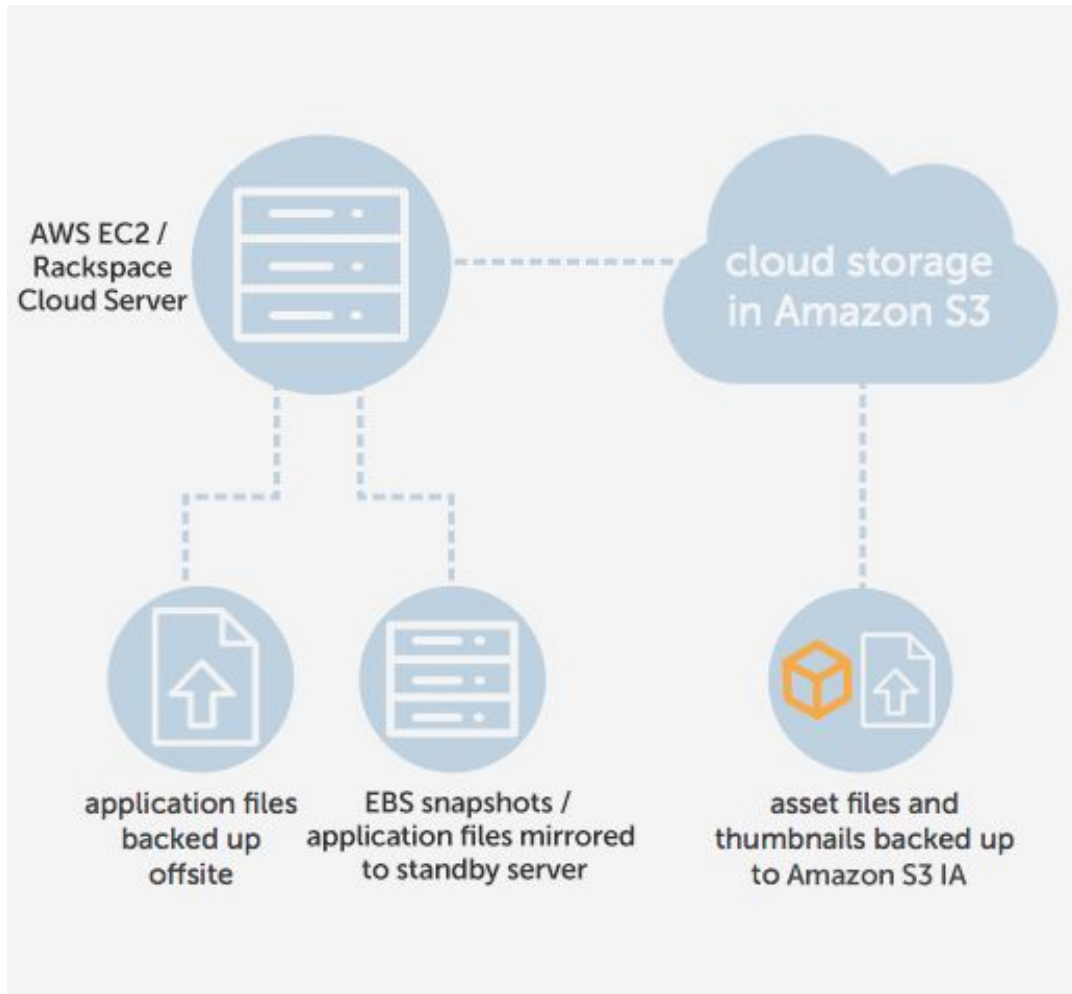 AWS EC2 /
Rackspace
Cloud Server
cloud storage
in Amazon S3
application files
backed up
offsite
EBS snapshots /
application files mirrored
to standby server
asset files and
thumbnails backed up
to Amazon S3 IA